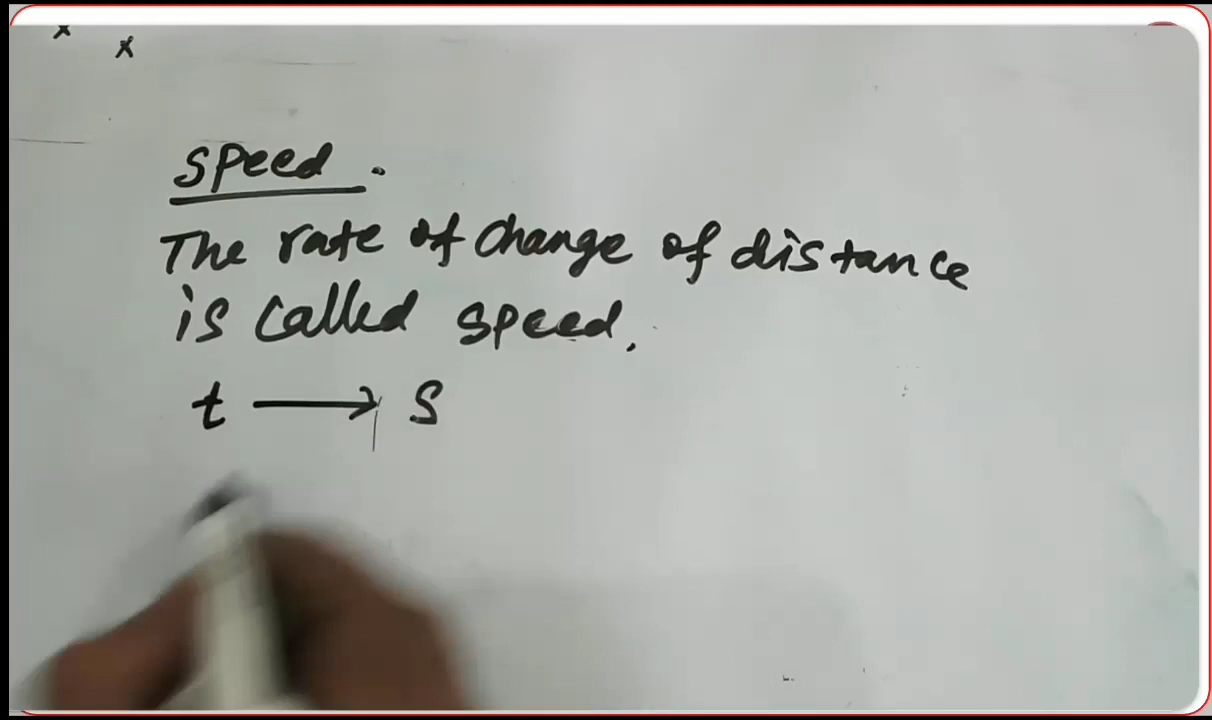 x
x
Speed.
The rate of change of distance
is called speed.
t → S